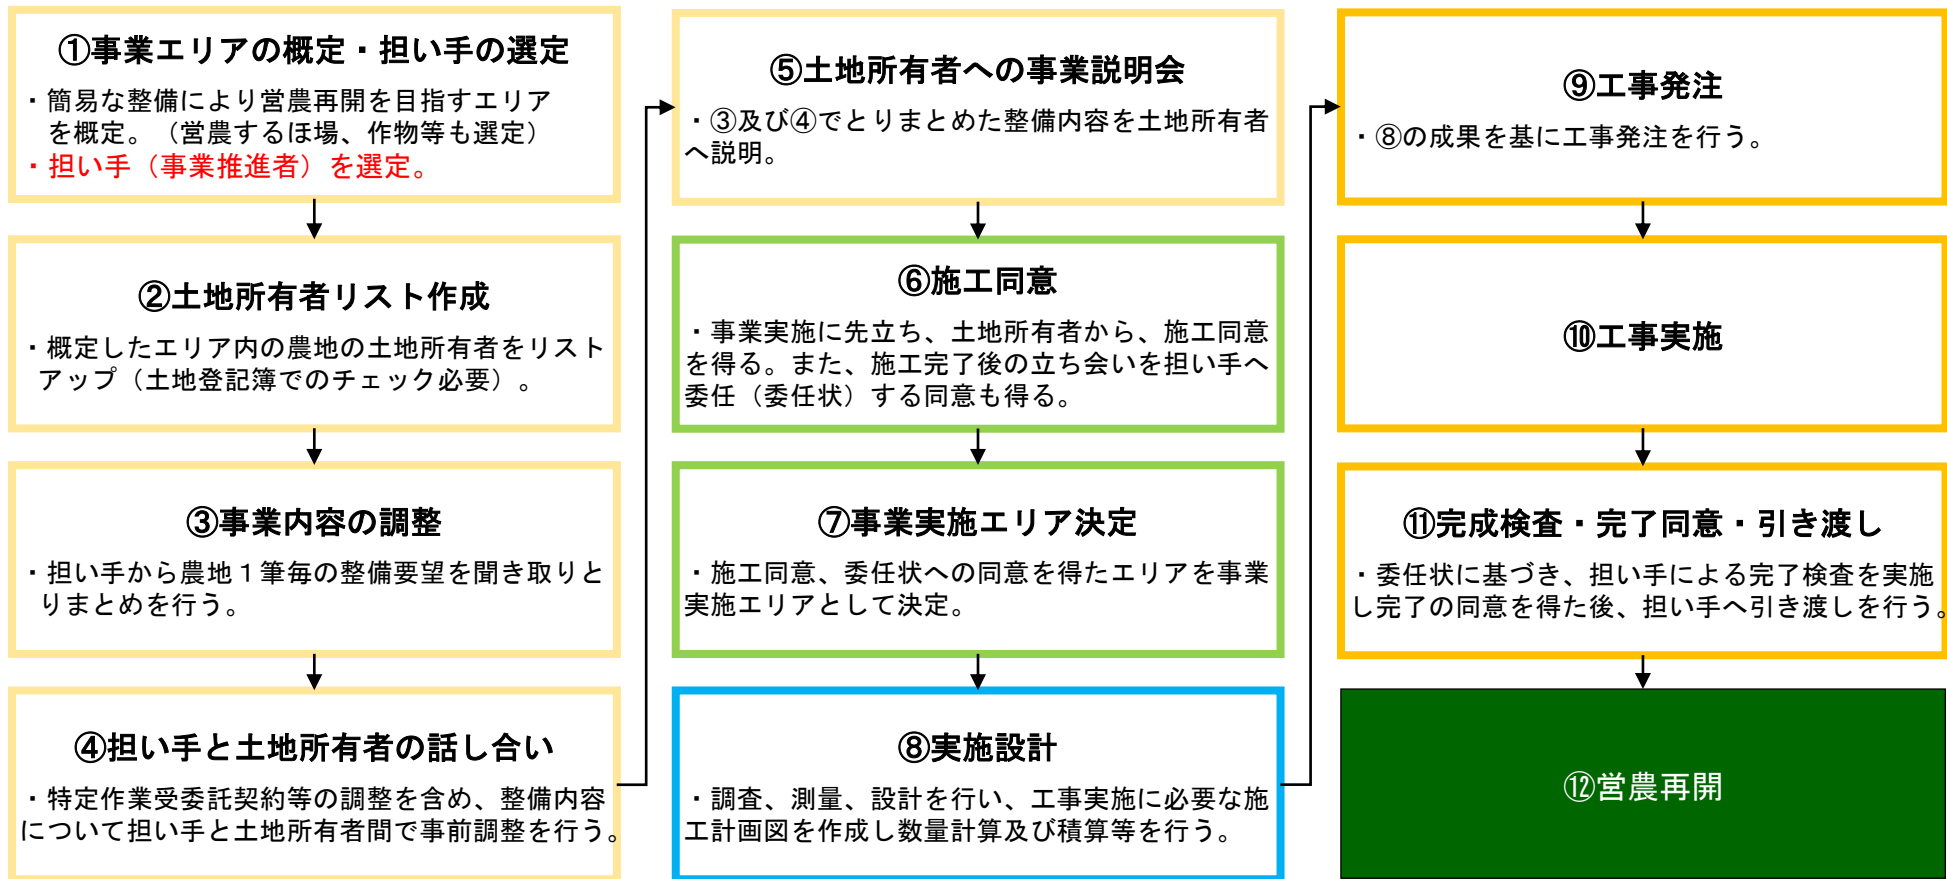 ①事業エリアの概定・担い手の選定
・簡易な整備により営農再開を目指すエリア
を概定。（営農するほ場、作物等も選定）
・担い手（事業推進者）を選定。
②土地所有者リスト作成
・概定したエリア内の農地の土地所有者をリスト
アップ（土地登記簿でのチェック必要）。
③事業内容の調整
・担い手から農地１筆毎の整備要望を聞き取りと
りまとめを行う。
④担い手と土地所有者の話し合い
・特定作業受委託契約等の調整を含め、整備内容
について担い手と土地所有者間で事前調整を行う。
⑤土地所有者への事業説明会
・③及び④でとりまとめた整備内容を土地所有者
へ説明。
⑥施工同意
・事業実施に先立ち、土地所有者から、施工同意
を得る。また、施工完了後の立ち会いを担い手へ
委任（委任状）する同意も得る。
⑦事業実施エリア決定
・施工同意、委任状への同意を得たエリアを事業
実施エリアとして決定。
⑧実施設計
・調査、測量、設計を行い、工事実施に必要な施
工計画図を作成し数量計算及び積算等を行う。
⑨工事発注
・⑧の成果を基に工事発注を行う。
⑩工事実施
⑪完成検査・完了同意・引き渡し
・委任状に基づき、担い手による完了検査を実施
し完了の同意を得た後、担い手へ引き渡しを行う。
⑫営農再開